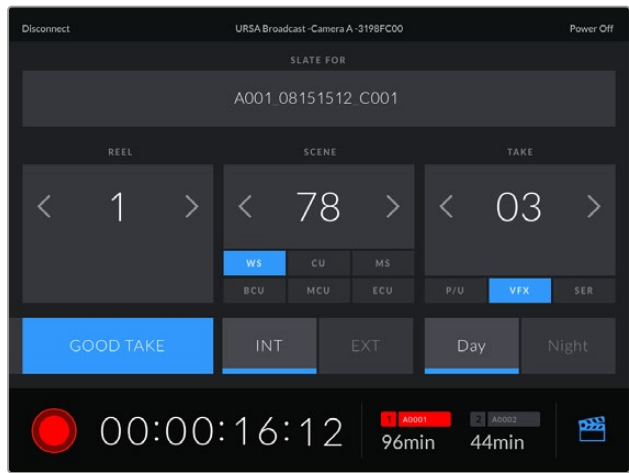 Disconnect URSA Broadcast -Camera A -3198FC00 Power Off
SLATE FOR
A001_08151512_C001
REEL SCENE TAKE
1 78 03
WS CU MS
BCU MCU ECU P/U VFX SER
GOOD TAKE INT EXT Day Night
00:00:16:12 1 A0001 2 A0002
96min 44min